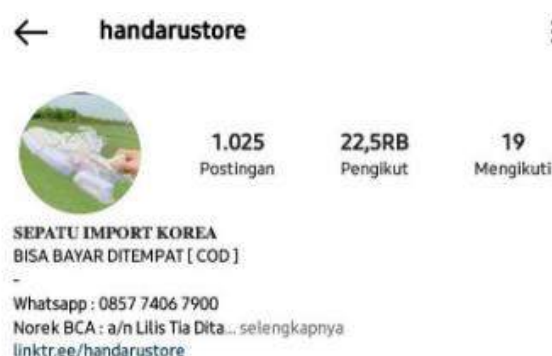 handarustore
1.025 22,5RB 19
Postingan Pengikut Mengikuti
SEPATU IMPORT KOREA
BISA BAYAR DITEMPAT [ COD ]
-
Whatsapp : 0857 7406 7900
Norek BCA : a/n Lilis Tia Dita... selengkapnya
linktr.ee/handarustore